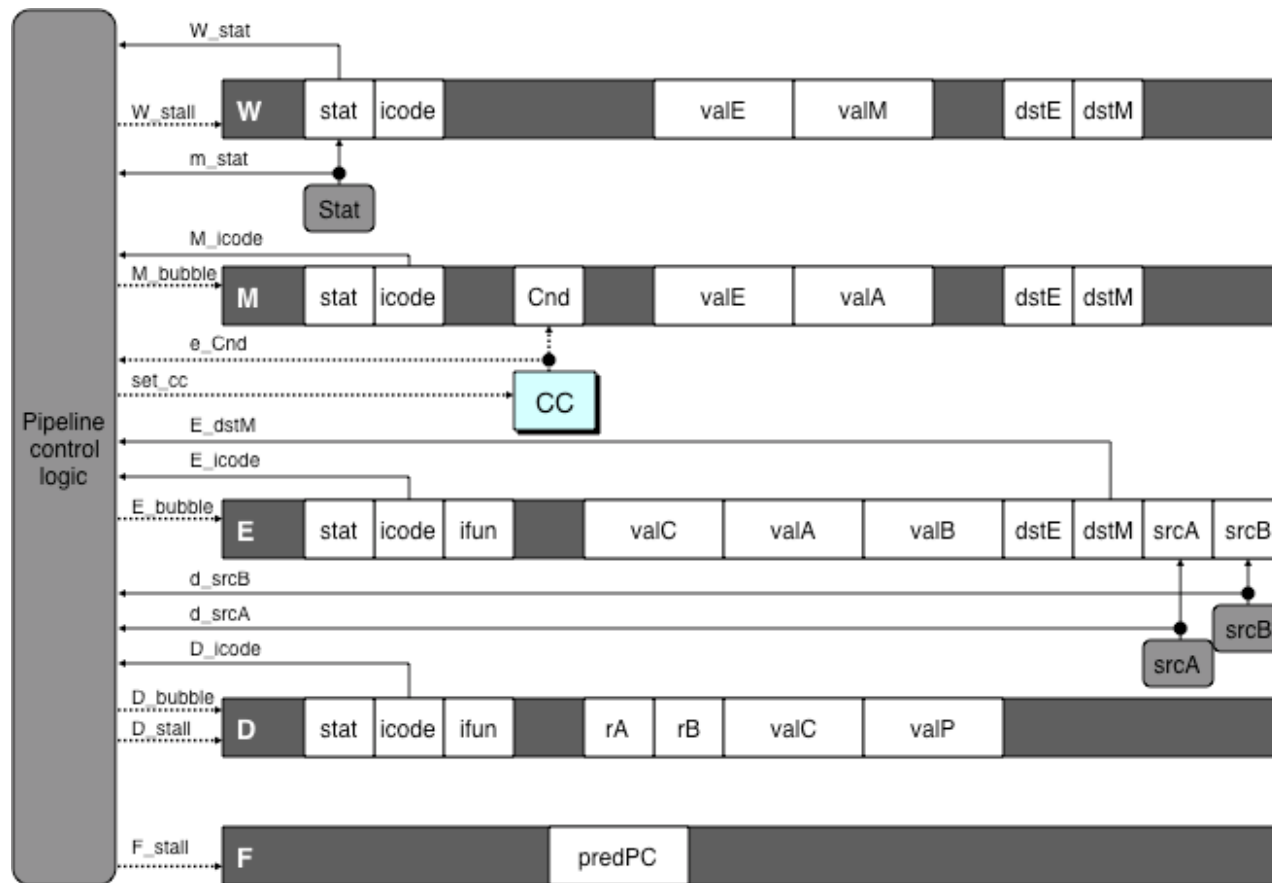 W_stat
W_stall
W stat icode valE valM dstE dstM
m_stat
Stat
M_icode
M_bubble
M stat icode Cnd valE valA dstE dstM
e_Cnd
set_cc
CC
Pipeline
control
logic
E_dstM
E_icode
E_bubble
E stat icode ifun valC valA valB dstE dstM srcA srcB
d_srcB
d_srcA
srcB
D_icode
srcA
D_bubble
D_stall
D stat icode ifun rA rB valC valP
F_stall
F predPC